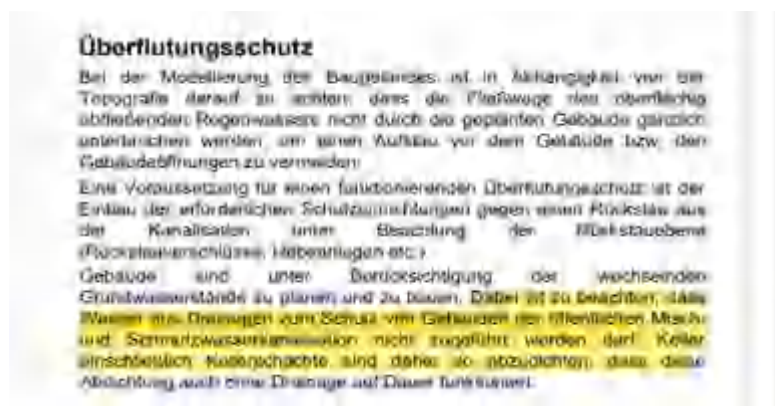 Überflutungsschutz
Bei der Modellierung des Baugeländes ist in Abhängigkeit von der
Topografie darauf zu achten, dass die Fließwege des oberflächig
abfließenden Regenwassers nicht durch die geplanten Gebäude gänzlich
unterbrochen werden, um einen Aufstau vor dem Gebäude bzw. den
Gebäudeöffnungen zu vermeiden.
Eine Voraussetzung für einen funktionierenden Überflutungsschutz ist der
Einbau der erforderlichen Schutzeinrichtungen gegen einen Rückstau aus
der Kanalisation unter Beachtung der Rückstauebene
(Rückstauverschlüsse, Hebeanlagen etc.)
Gebäude sind unter Berücksichtigung der wechselnden
Grundwasserstände zu planen und zu bauen. Dabei ist zu beachten, dass
Wasser aus Drainagen zum Schutz von Gebäuden der öffentlichen Misch-
und Schmutzwasserkanalisation nicht zugeführt werden darf. Keller
einschließlich Kellerschächte sind daher so abzudichten, dass diese
Abdichtung auch ohne Drainage auf Dauer funktioniert.